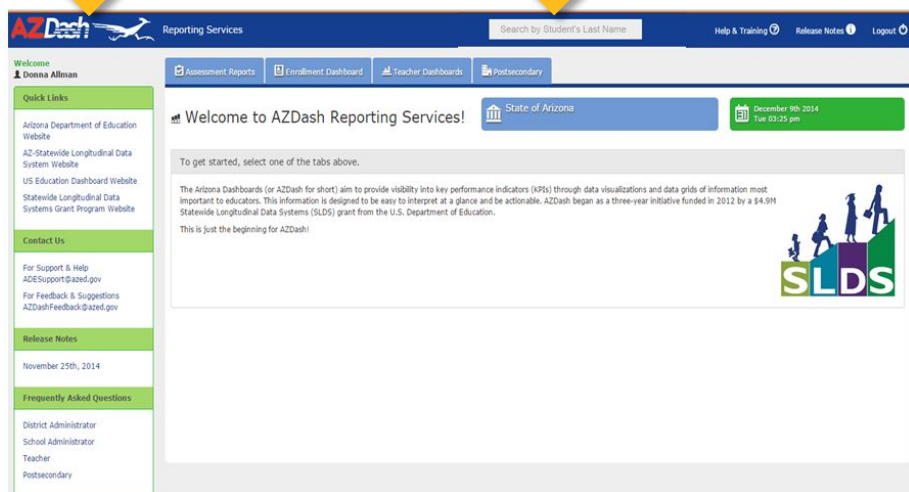 AZDash
Reporting Services
Search by Student's Last Name
Help & Training
Release Notes
Logout
Welcome
Donna Allman
Quick Links
Arizona Department of Education
Website
AZ-Statewide Longitudinal Data
System Website
US Education Dashboard Website
Statewide Longitudinal Data
Systems Grant Program Website
Contact Us
For Support & Help
ADESupport@azed.gov
For Feedback & Suggestions
AZDashFeedback@azed.gov
Release Notes
November 25th, 2014
Frequently Asked Questions
District Administrator
School Administrator
Teacher
Postsecondary
Assessment Reports
Enrollment Dashboard
Teacher Dashboards
Postsecondary
Welcome to AZDash Reporting Services!
State of Arizona
December 9th 2014
Tue 03:25 pm
To get started, select one of the tabs above.
The Arizona Dashboards (or AZDash for short) aim to provide visibility into key performance indicators (KPIs) through data visualizations and data grids of information most
important to educators. This information is designed to be easy to interpret at a glance and be actionable. AZDash began as a three-year initiative funded in 2012 by a $4.9M
Statewide Longitudinal Data Systems (SLDS) grant from the U.S. Department of Education.
This is just the beginning for AZDash!
SLDS